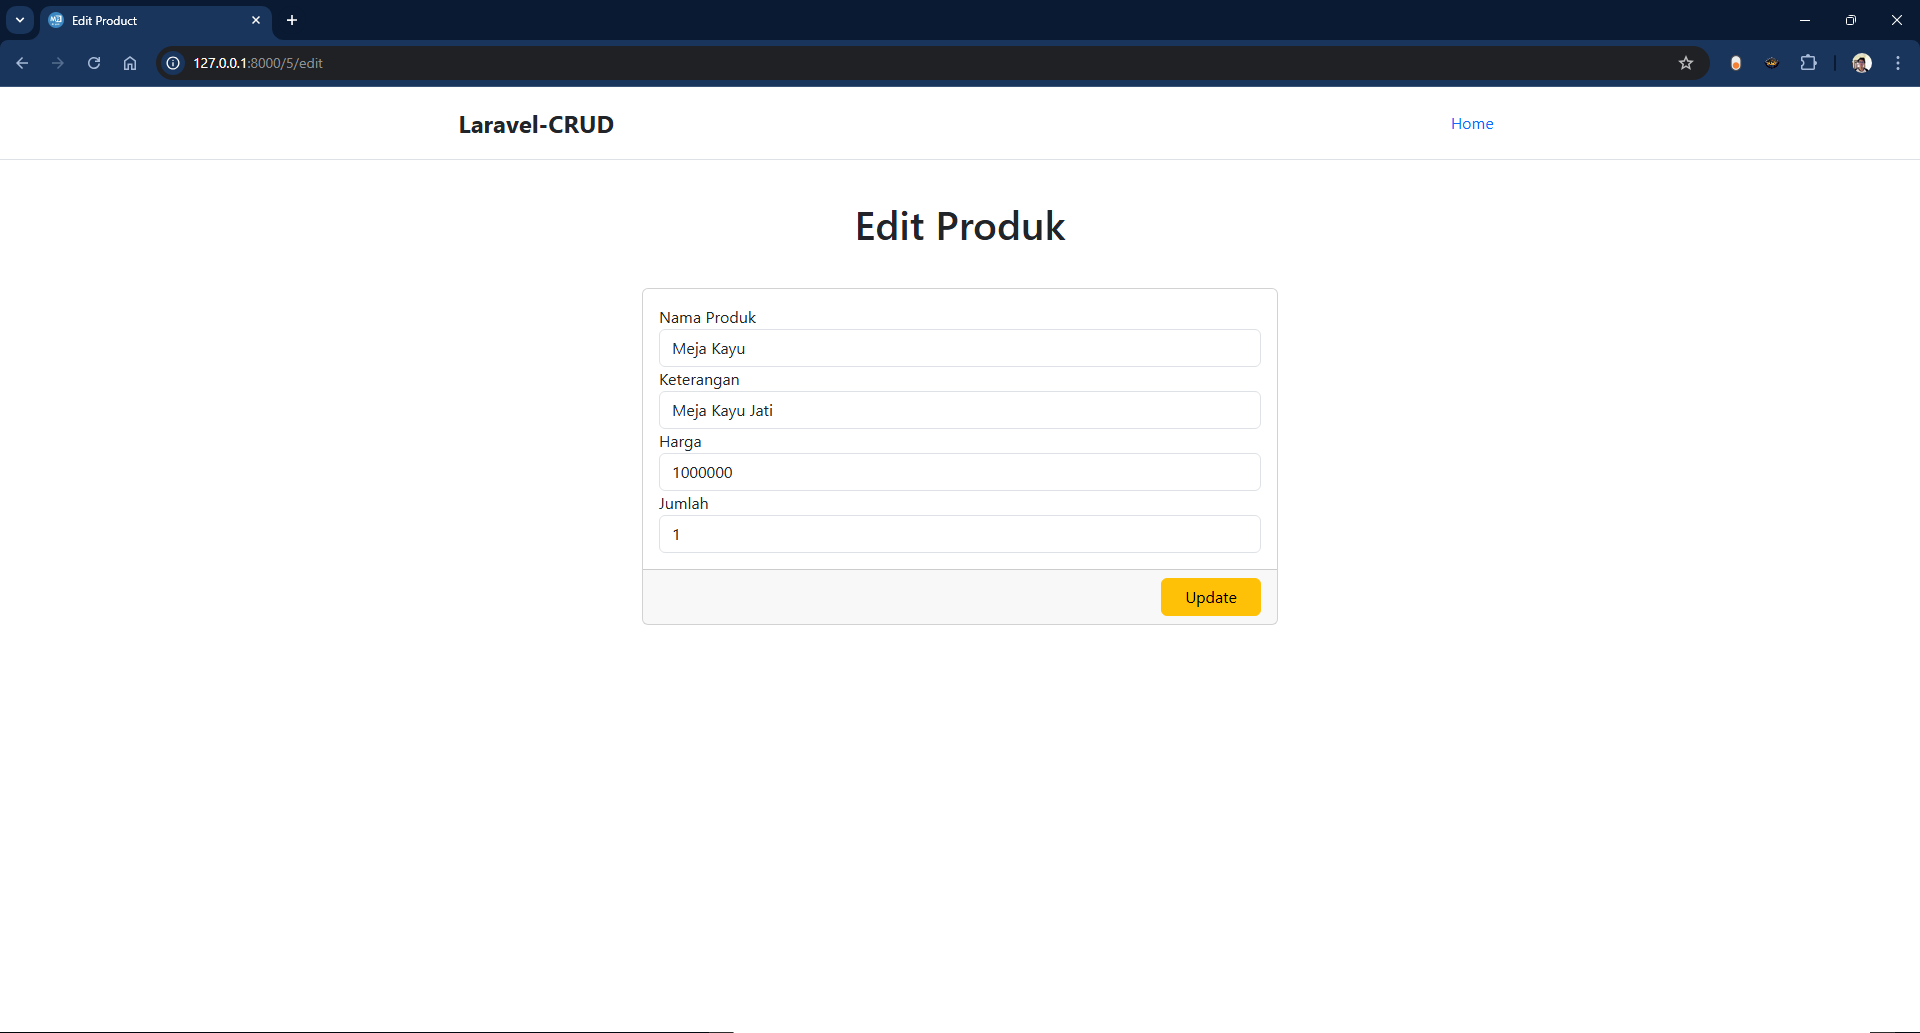 Edit Product
127.0.0.1:8000/5/edit
Laravel-CRUD
Home
Edit Produk
Nama Produk
Meja Kayu
Keterangan
Meja Kayu Jati
Harga
1000000
Jumlah
1
Update